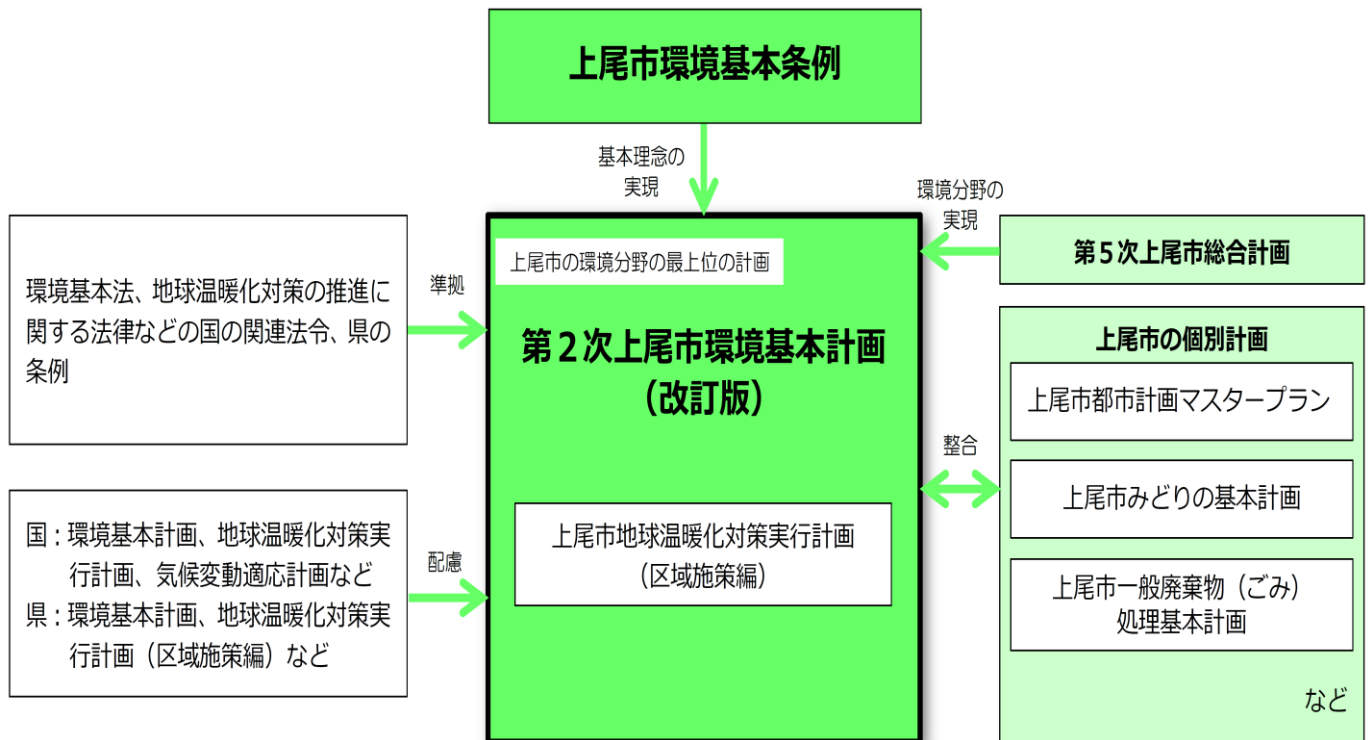 上尾市環境基本条例
基本理念の
実現
環境分野の
実現
環境基本法、地球温暖化対策の推進に
関する法律などの国の関連法令、県の
条例
準拠
上尾市の環境分野の最上位の計画
第２次上尾市環境基本計画
（改訂版）
上尾市地球温暖化対策実行計画
（区域施策編）
国：環境基本計画、地球温暖化対策実
行計画、気候変動適応計画など
県：環境基本計画、地球温暖化対策実
行計画（区域施策編）など
配慮
第５次上尾市総合計画
整合
上尾市の個別計画
上尾市都市計画マスタープラン
上尾市みどりの基本計画
上尾市一般廃棄物（ごみ）
処理基本計画
など